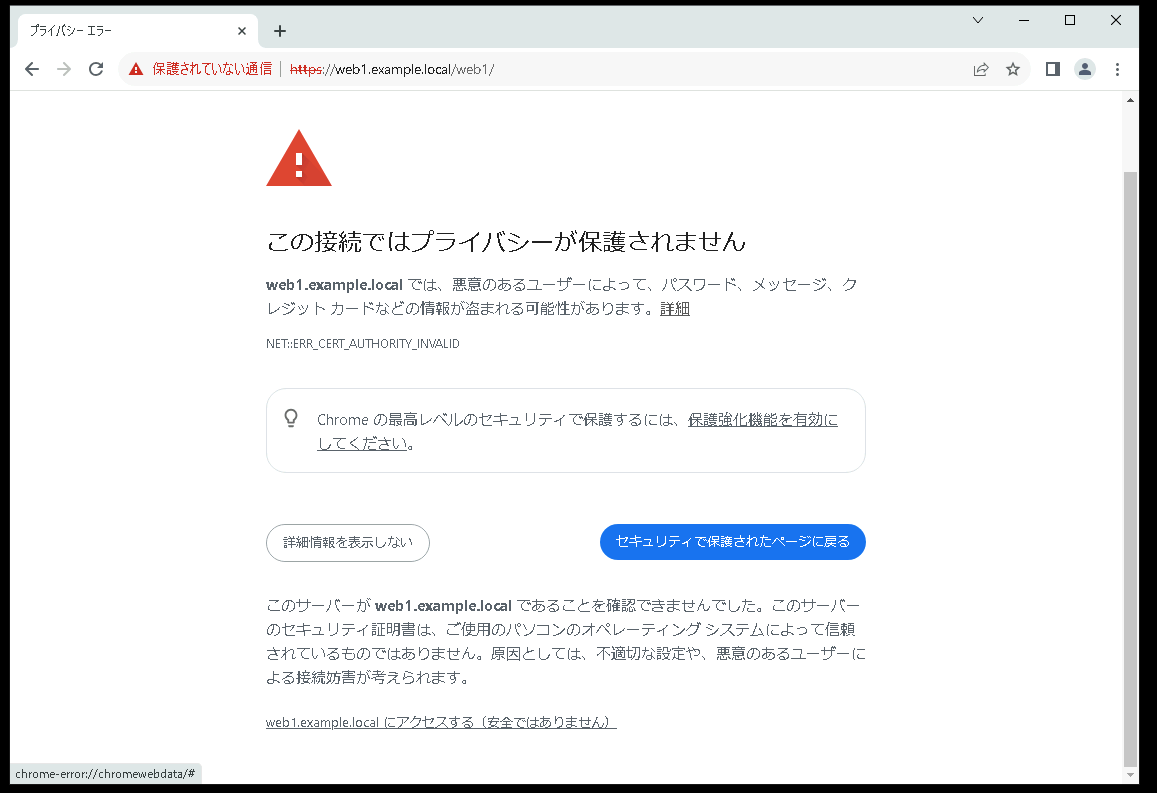 プライバシー エラー
保護されていない通信 | https://web1.example.local/web1/
この接続ではプライバシーが保護されません
web1.example.local では、悪意のあるユーザーによって、パスワード、メッセージ、ク
レジット カードなどの情報が盗まれる可能性があります。詳細
NET::ERR_CERT_AUTHORITY_INVALID
Chrome の最高レベルのセキュリティで保護するには、保護強化機能を有効に
してください。
詳細情報を表示しない
セキュリティで保護されたページに戻る
このサーバーが web1.example.local であることを確認できませんでした。このサーバー
のセキュリティ証明書は、ご使用のパソコンのオペレーティング システムによって信頼
されているものではありません。原因としては、不適切な設定や、悪意のあるユーザーに
よる接続妨害が考えられます。
web1.example.local にアクセスする（安全ではありません）
chrome-error://chromewebdata/#